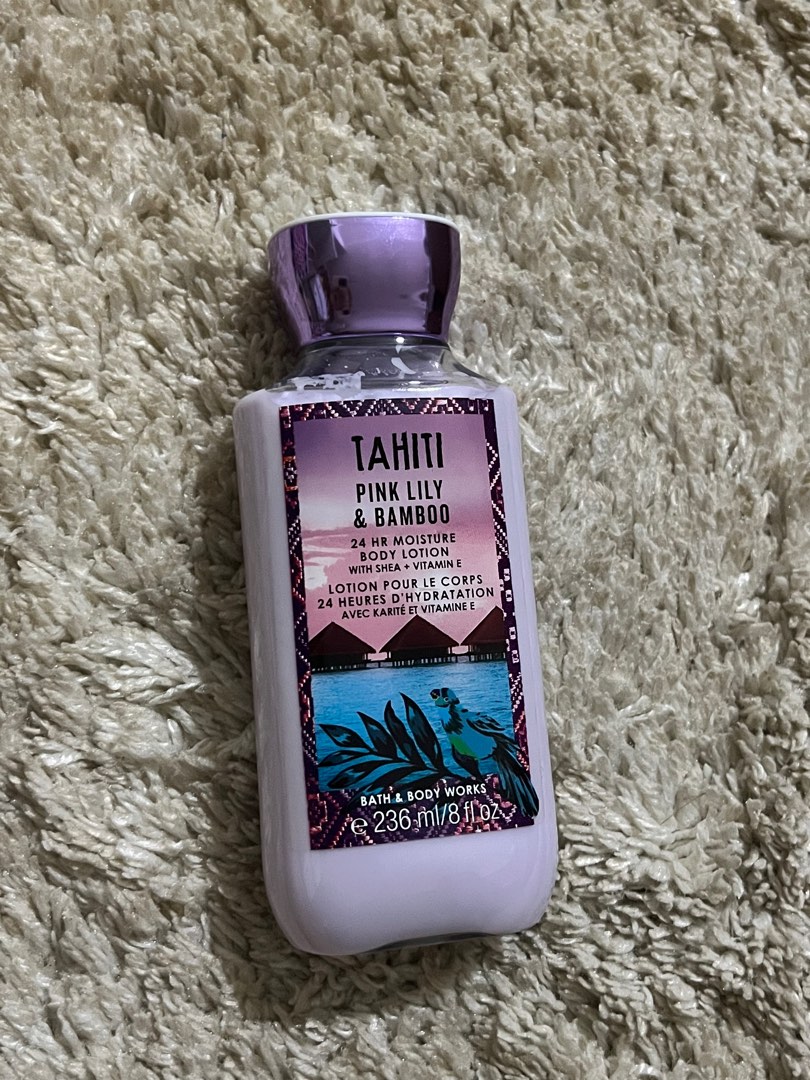 TAHITI
PINK LILY
& BAMBOO
24 HR MOISTURE
BODY LOTION
WITH SHEA + VITAMIN E
LOTION POUR LE CORPS
24 HEURES D'HYDRATATION
AVEC KARITÉ ET VITAMINE E
BATH & BODY WORKS
℮ 236 ml/8 fl oz